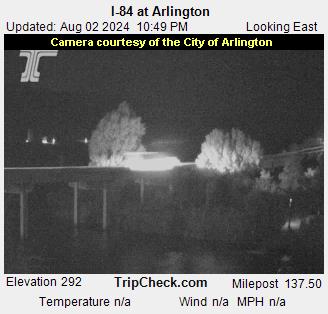 I-84 at Arlington
Updated: Aug 02 2024 10:49 PM Looking East
Camera courtesy of the City of Arlington
Elevation 292 TripCheck.com Milepost 137.50
Temperature n/a Wind n/a MPH n/a